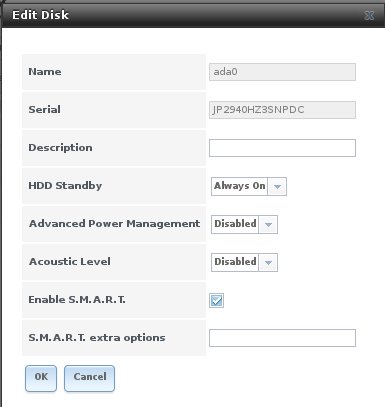 Edit Disk
Name ada0
Serial JP2940HZ3SNPDC
Description
HDD Standby Always On
Advanced Power Management Disabled
Acoustic Level Disabled
Enable S.M.A.R.T.
S.M.A.R.T. extra options
OK Cancel